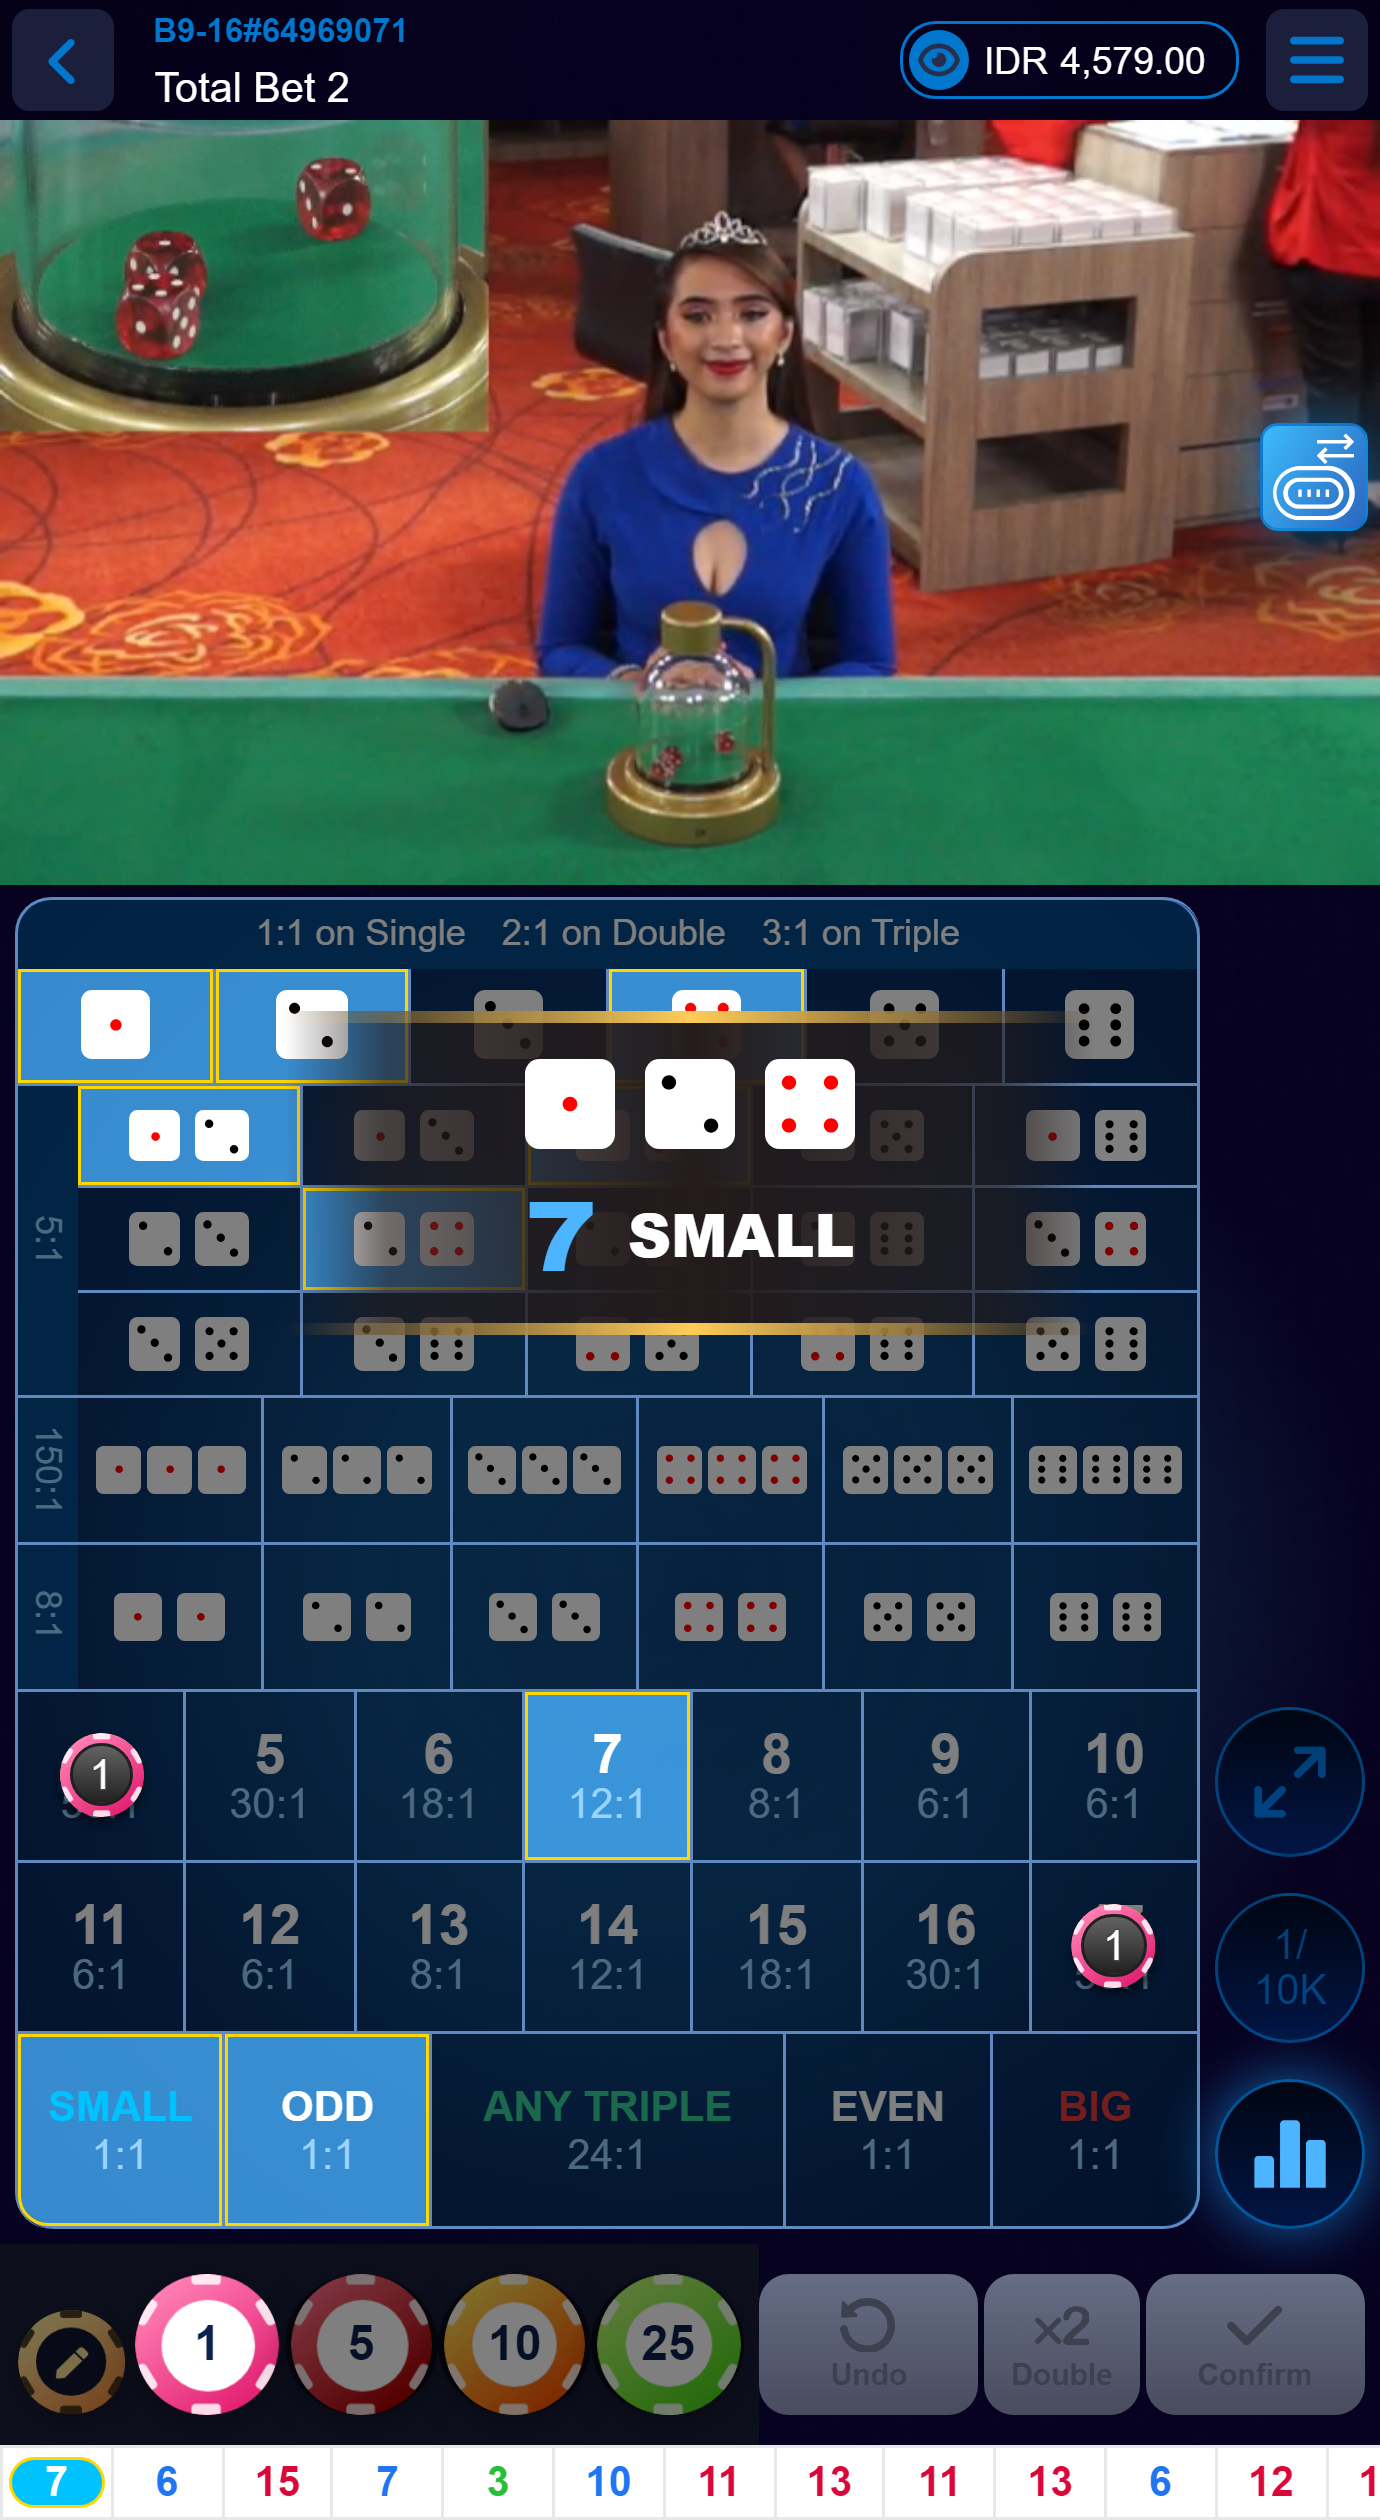 B9-16#64969071
Total Bet 2
IDR 4,579.00
1:1 on Single 2:1 on Double 3:1 on Triple
5:1
7 SMALL
150:1
8:1
1 5 6 7 8 9 10
30:1 18:1 12:1 8:1 6:1 6:1
11 12 13 14 15 16 1
6:1 6:1 8:1 12:1 18:1 30:1
1/
10K
SMALL ODD ANY TRIPLE EVEN BIG
1:1 1:1 24:1 1:1 1:1
1 5 10 25
x2
Undo Double Confirm
7 6 15 7 3 10 11 13 11 13 6 12 1